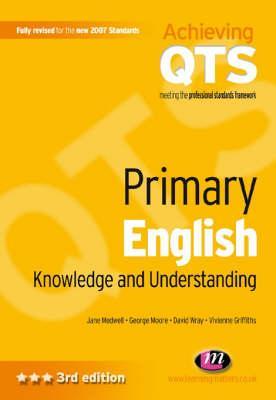 Fully revised for the new 2007 Standards
Achieving
QTS
meeting the professional standards framework
QTS
Primary
English
Knowledge and Understanding
Jane Medwell • George Moore • David Wray • Vivienne Griffiths
3rd edition
m
www.learningmatters.co.uk